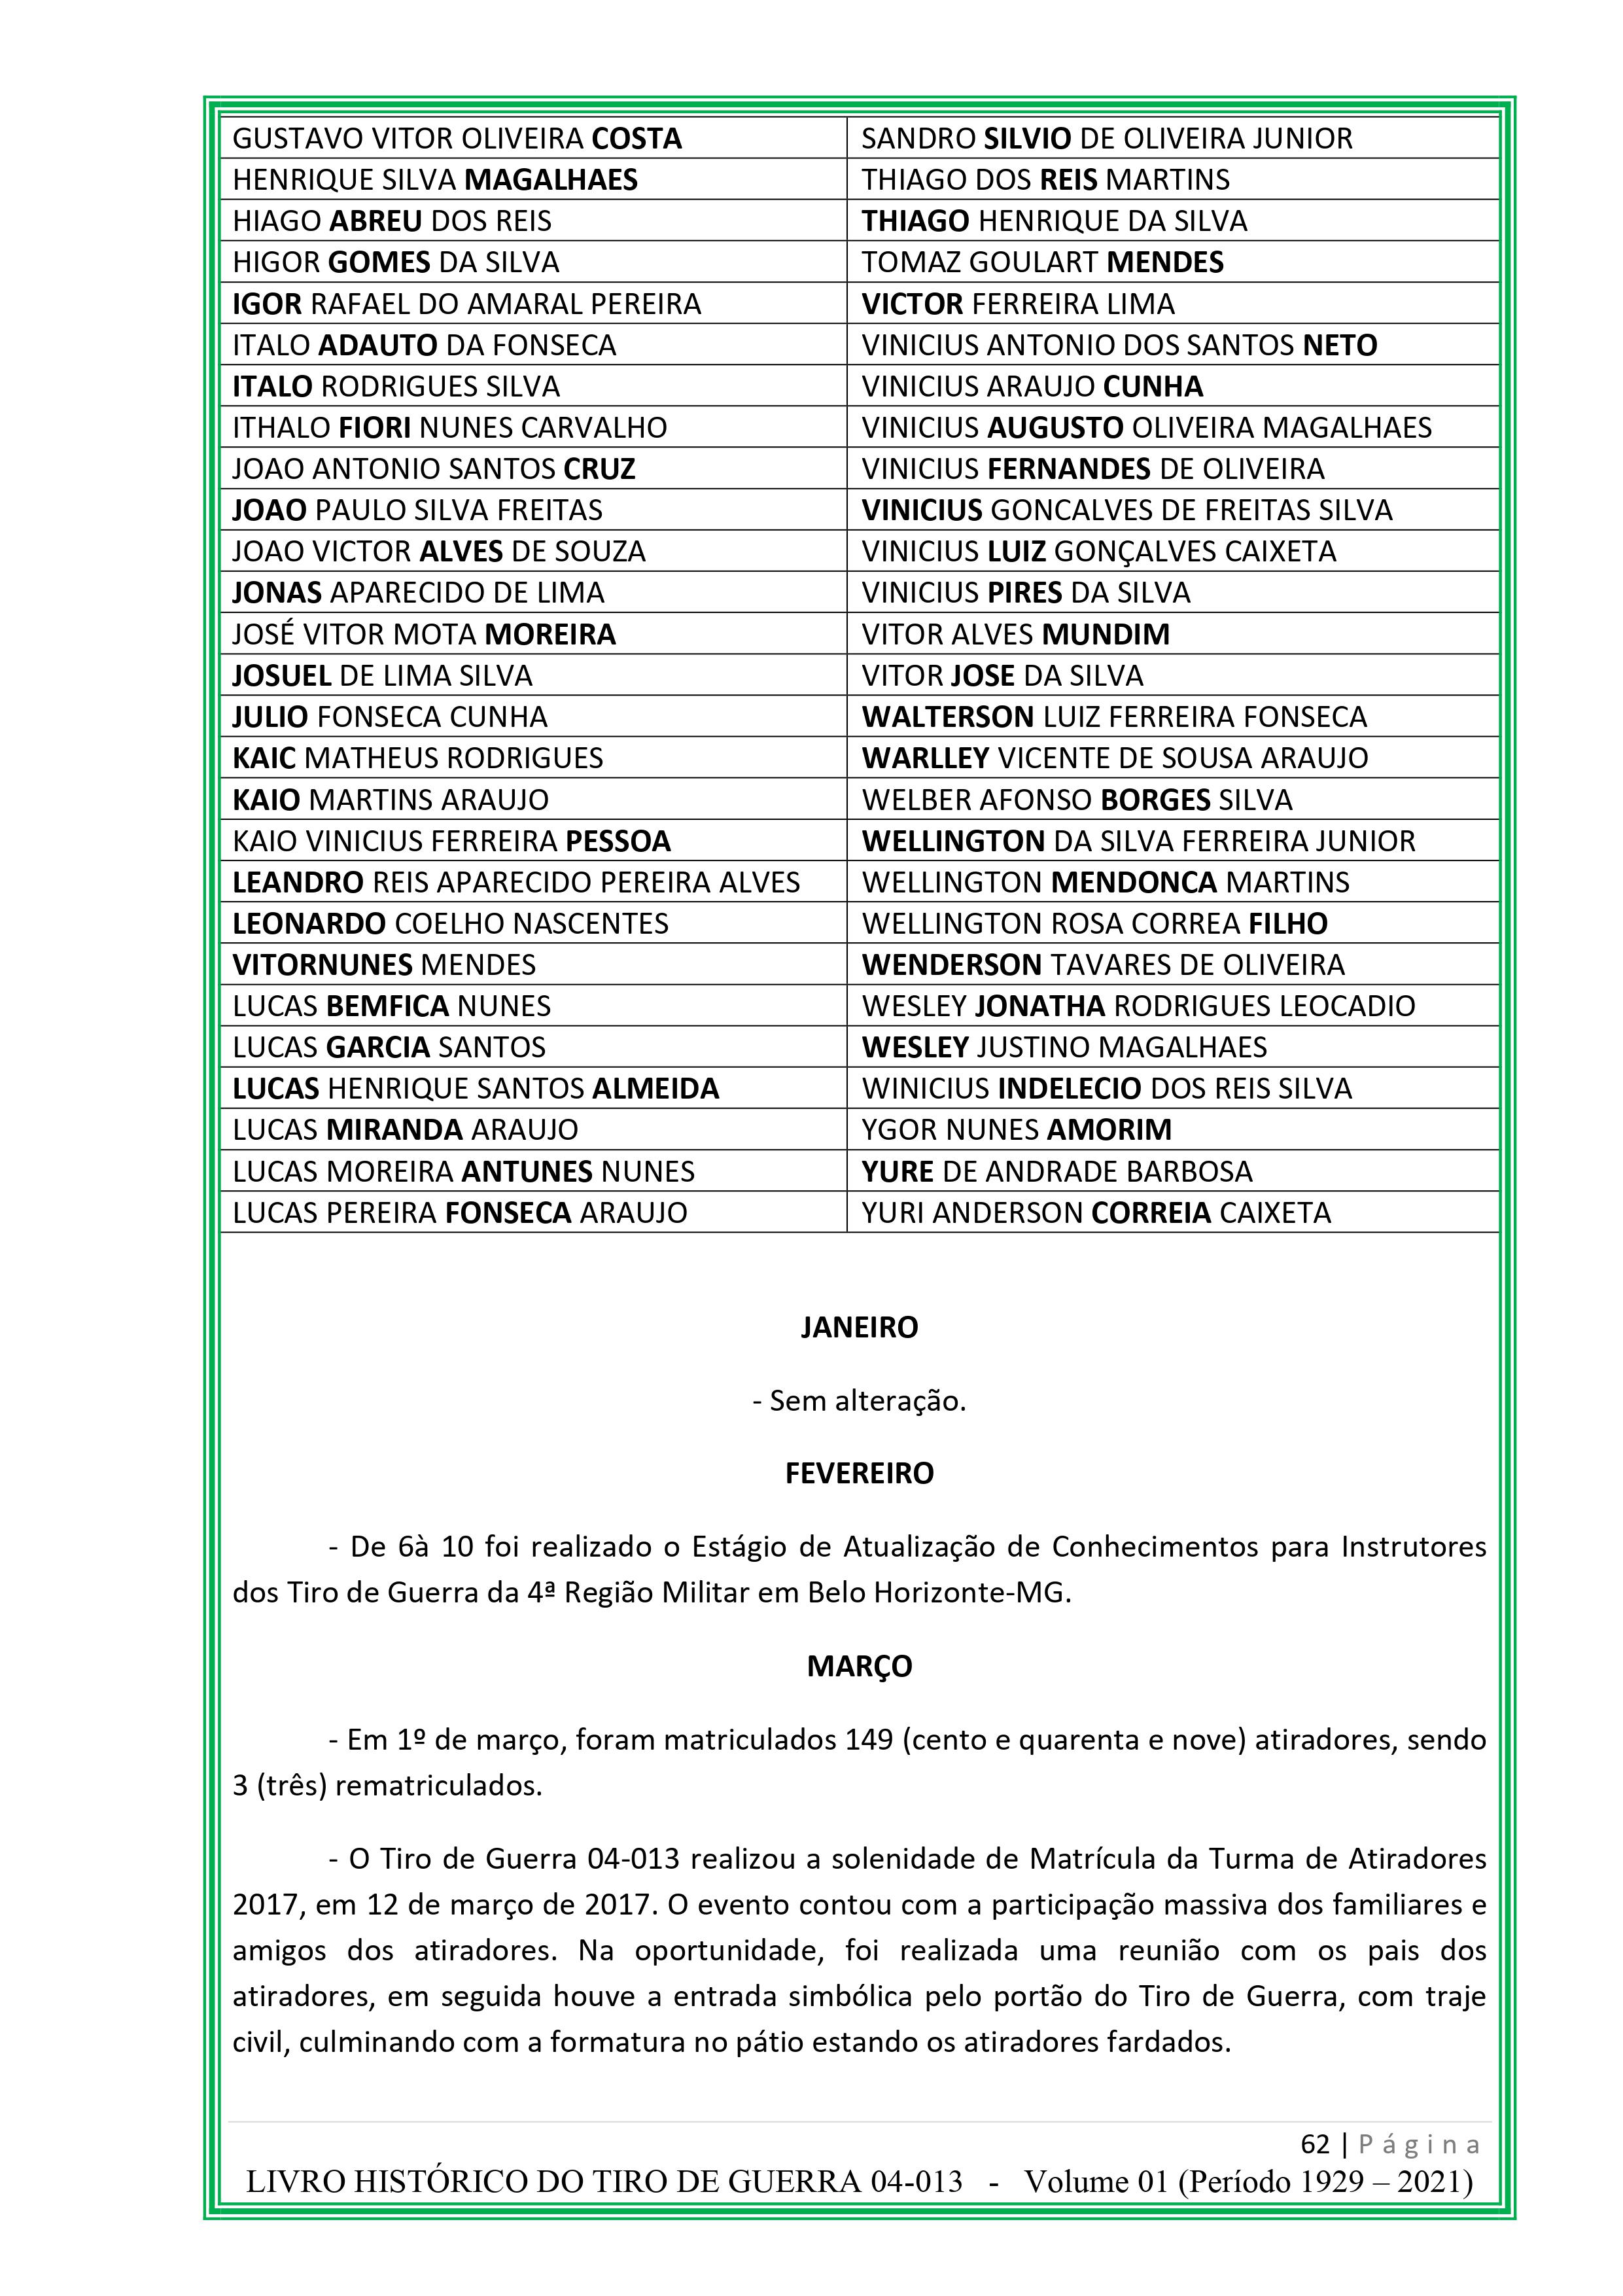 GUSTAVO VITOR OLIVEIRA COSTA SANDRO SILVIO DE OLIVEIRA JUNIOR
HENRIQUE SILVA MAGALHAES THIAGO DOS REIS MARTINS
HIAGO ABREU DOS REIS THIAGO HENRIQUE DA SILVA
HIGOR GOMES DA SILVA TOMAZ GOULART MENDES
IGOR RAFAEL DO AMARAL PEREIRA VICTOR FERREIRA LIMA
ITALO ADAUTO DA FONSECA VINICIUS ANTONIO DOS SANTOS NETO
ITALO RODRIGUES SILVA VINICIUS ARAUJO CUNHA
ITHALO FIORI NUNES CARVALHO VINICIUS AUGUSTO OLIVEIRA MAGALHAES
JOAO ANTONIO SANTOS CRUZ VINICIUS FERNANDES DE OLIVEIRA
JOAO PAULO SILVA FREITAS VINICIUS GONCALVES DE FREITAS SILVA
JOAO VICTOR ALVES DE SOUZA VINICIUS LUIZ GONÇALVES CAIXETA
JONAS APARECIDO DE LIMA VINICIUS PIRES DA SILVA
JOSÉ VITOR MOTA MOREIRA VITOR ALVES MUNDIM
JOSUEL DE LIMA SILVA VITOR JOSE DA SILVA
JULIO FONSECA CUNHA WALTERSON LUIZ FERREIRA FONSECA
KAIC MATHEUS RODRIGUES WARLLEY VICENTE DE SOUSA ARAUJO
KAIO MARTINS ARAUJO WELBER AFONSO BORGES SILVA
KAIO VINICIUS FERREIRA PESSOA WELLINGTON DA SILVA FERREIRA JUNIOR
LEANDRO REIS APARECIDO PEREIRA ALVES WELLINGTON MENDONCA MARTINS
LEONARDO COELHO NASCENTES WELLINGTON ROSA CORREA FILHO
VITORNUNES MENDES WENDERSON TAVARES DE OLIVEIRA
LUCAS BEMFICA NUNES WESLEY JONATHA RODRIGUES LEOCADIO
LUCAS GARCIA SANTOS WESLEY JUSTINO MAGALHAES
LUCAS HENRIQUE SANTOS ALMEIDA WINICIUS INDELECIO DOS REIS SILVA
LUCAS MIRANDA ARAUJO YGOR NUNES AMORIM
LUCAS MOREIRA ANTUNES NUNES YURE DE ANDRADE BARBOSA
LUCAS PEREIRA FONSECA ARAUJO YURI ANDERSON CORREIA CAIXETA
JANEIRO
- Sem alteração.
FEVEREIRO
- De 6à 10 foi realizado o Estágio de Atualização de Conhecimentos para Instrutores
dos Tiro de Guerra da 4ª Região Militar em Belo Horizonte-MG.
MARÇO
- Em 1º de março, foram matriculados 149 (cento e quarenta e nove) atiradores, sendo
3 (três) rematriculados.
- O Tiro de Guerra 04-013 realizou a solenidade de Matrícula da Turma de Atiradores
2017, em 12 de março de 2017. O evento contou com a participação massiva dos familiares e
amigos dos atiradores. Na oportunidade, foi realizada uma reunião com os pais dos
atiradores, em seguida houve a entrada simbólica pelo portão do Tiro de Guerra, com traje
civil, culminando com a formatura no pátio estando os atiradores fardados.
62 | Página
LIVRO HISTÓRICO DO TIRO DE GUERRA 04-013 - Volume 01 (Período 1929 – 2021)